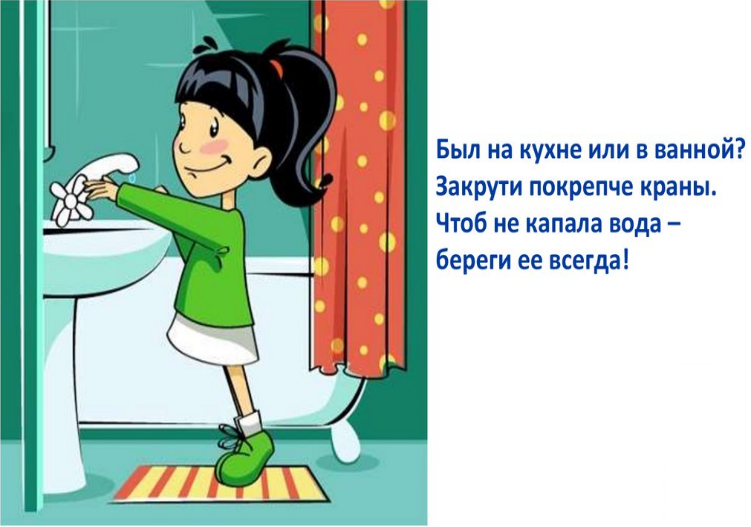 Был на кухне или в ванной?
Закрути покрепче краны.
Чтоб не капала вода –
береги ее всегда!